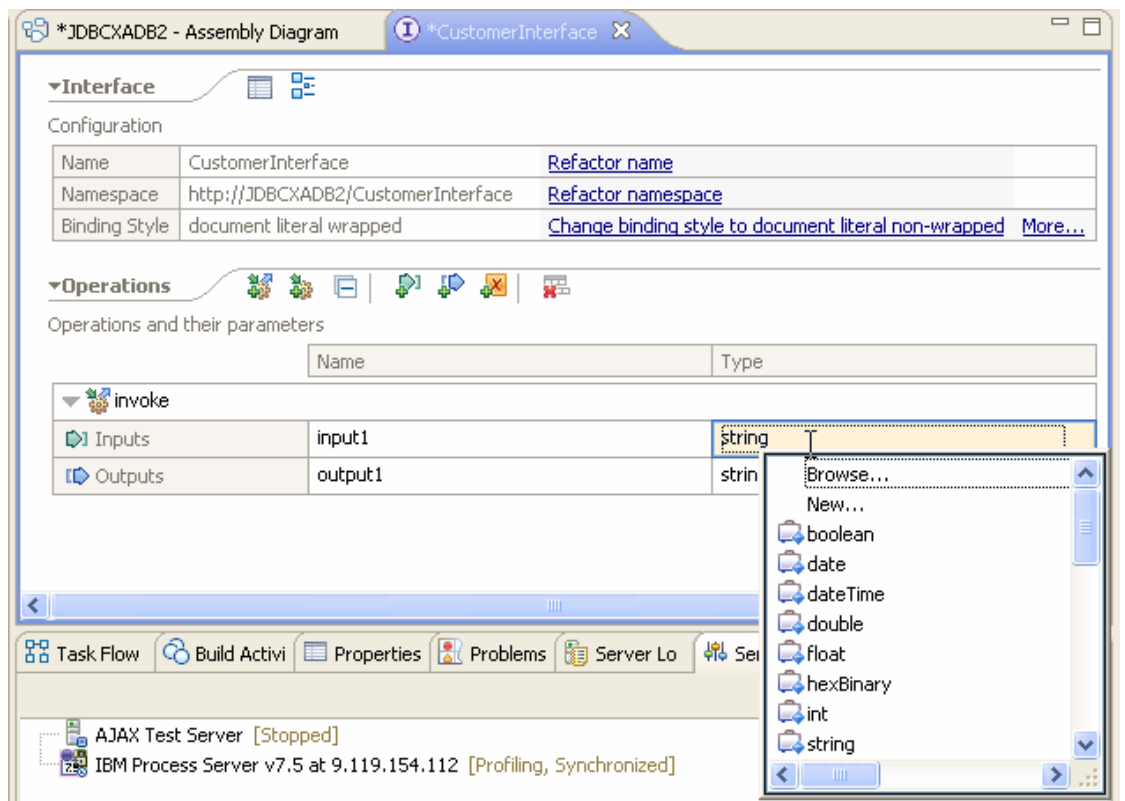 *JDBCXADB2 - Assembly Diagram *CustomerInterface
Interface
Configuration
Name CustomerInterface Refactor name
Namespace http://JDBCXADB2/CustomerInterface Refactor namespace
Binding Style document literal wrapped Change binding style to document literal non-wrapped More...
Operations
Operations and their parameters
Name Type
invoke
Inputs input1 string
Outputs output1 strin
Browse...
New...
boolean
date
dateTime
double
float
hexBinary
int
string
Task Flow Build Activi Properties Problems Server Lo Ser
AJAX Test Server [Stopped]
IBM Process Server v7.5 at 9.119.154.112 [Profiling, Synchronized]